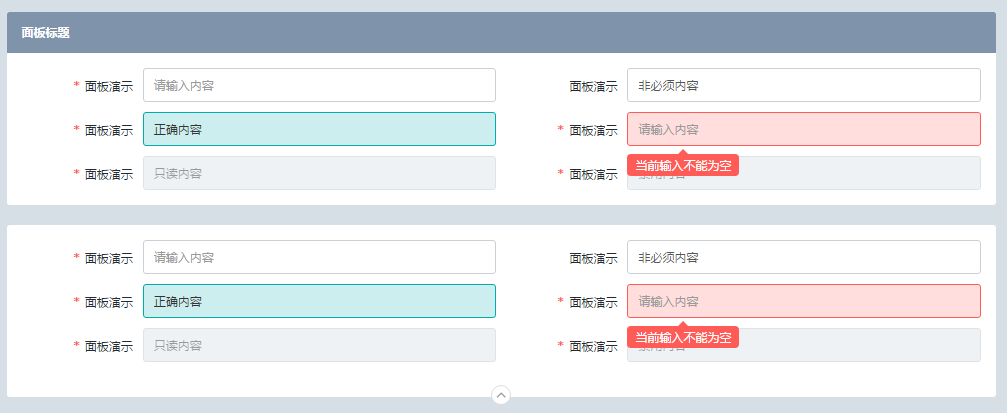 面板标题
* 面板演示 请输入内容 面板演示 非必须内容
* 面板演示 正确内容 * 面板演示 请输入内容
当前输入不能为空
* 面板演示 只读内容 * 面板演示
* 面板演示 请输入内容 面板演示 非必须内容
* 面板演示 正确内容 * 面板演示 请输入内容
当前输入不能为空
* 面板演示 只读内容 * 面板演示